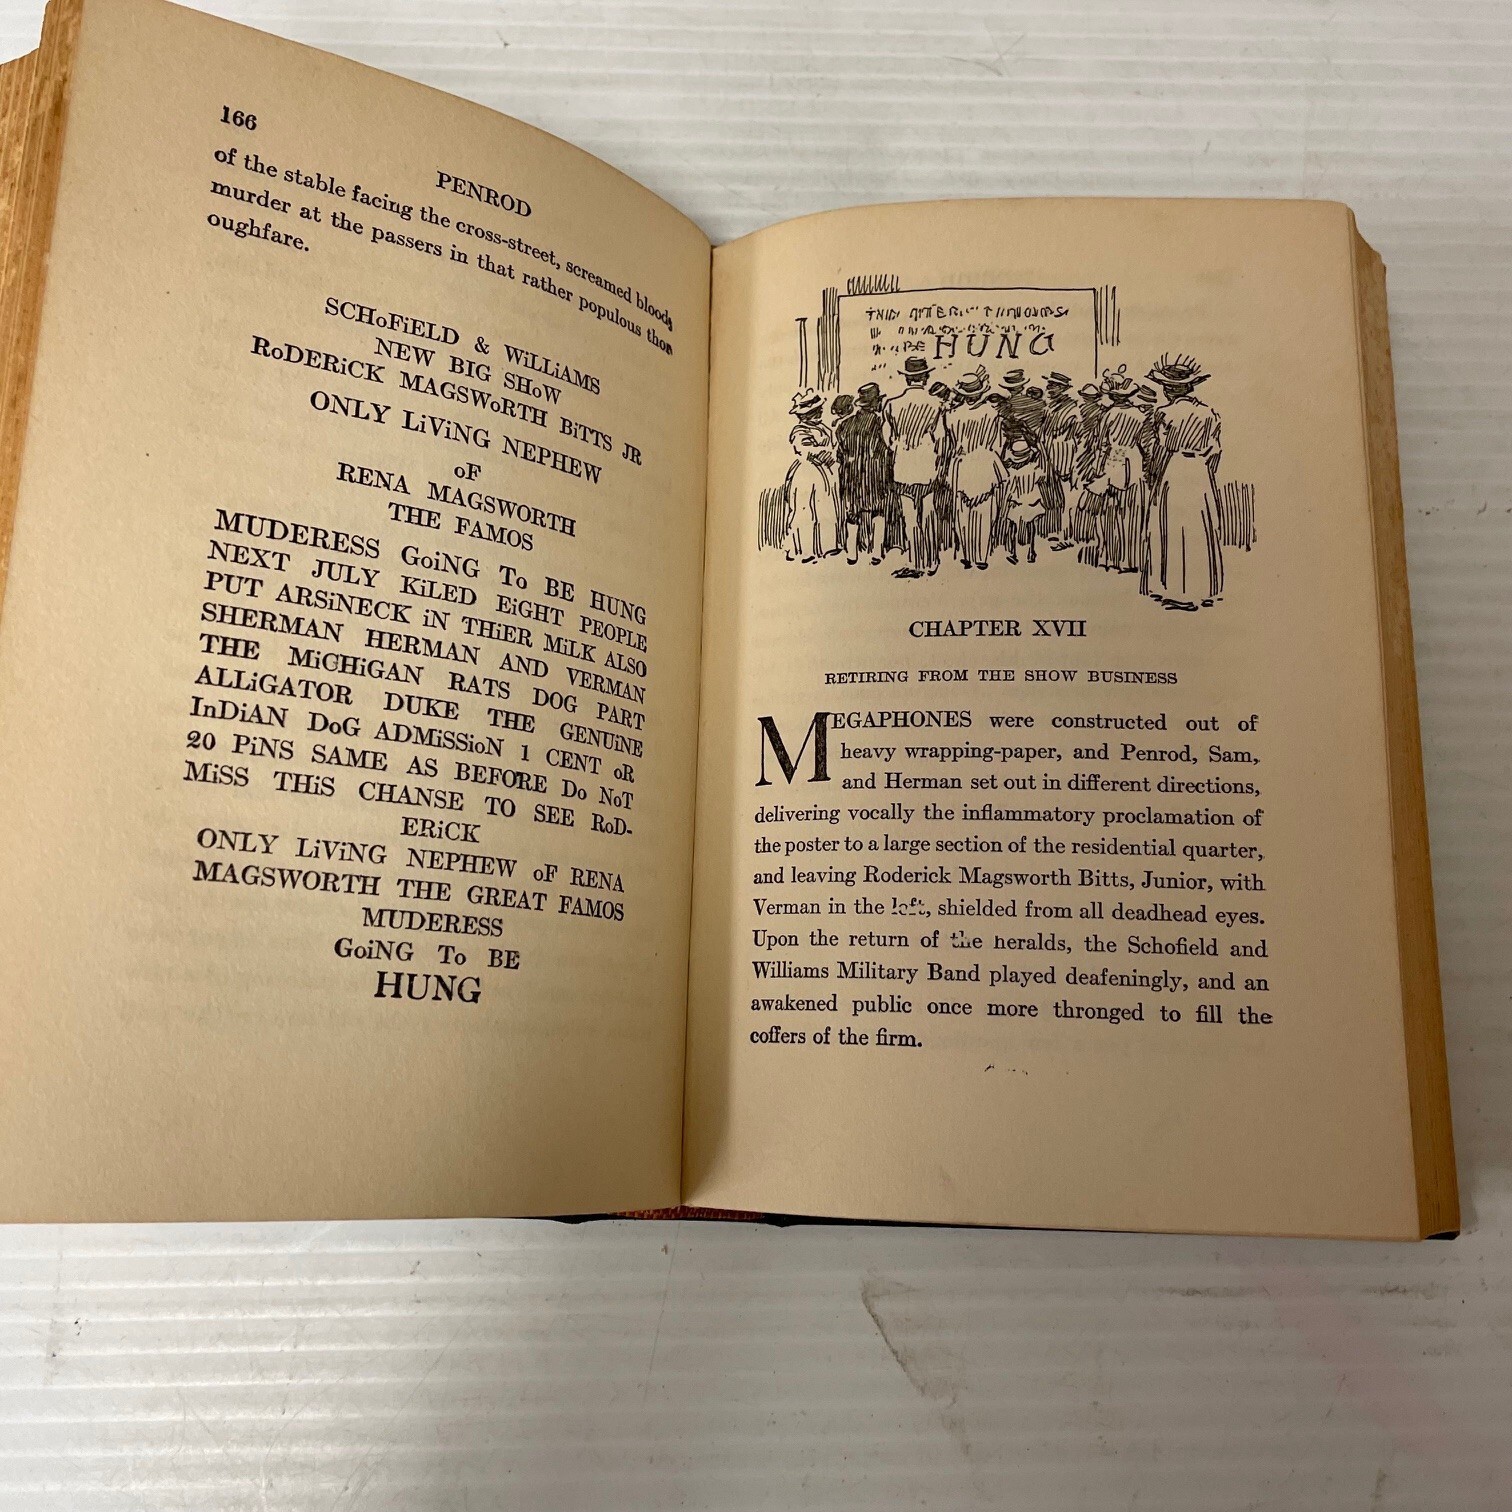 166
PENROD
of the stable facing the cross-street, screamed bloody
murder at the passers in that rather populous thor
oughfare.
SCHoFiELD & WiLLiAMS
NEW BIG SHoW
RoDERiCK MAGSWoRTH BiTTS JR
ONLY LiViNG NEPHEW
oF
RENA MAGSWORTH
THE FAMOS
MUDERESS GoiNG To BE HUNG
NEXT JULY KiLED EiGHT PEOPLE
PUT ARSiNECK iN THiER MiLK ALSO
SHERMAN HERMAN AND VERMAN
THE MiCHiGAN RATS DOG PART
ALLiGATOR DUKE THE GENUiNE
InDiAN DoG ADMiSSioN 1 CENT oR
20 PiNS SAME AS BEFORE Do NoT
MiSS THiS CHANSE TO SEE RoD-
ERiCK
ONLY LiViNG NEPHEW oF RENA
MAGSWORTH THE GREAT FAMOS
MUDERESS
GoiNG To BE
HUNG
BE HUNG
CHAPTER XVII
RETIRING FROM THE SHOW BUSINESS
MEGAPHONES were constructed out of
heavy wrapping-paper, and Penrod, Sam,
and Herman set out in different directions,
delivering vocally the inflammatory proclamation of
the poster to a large section of the residential quarter,
and leaving Roderick Magsworth Bitts, Junior, with
Verman in the loft, shielded from all deadhead eyes.
Upon the return of the heralds, the Schofield and
Williams Military Band played deafeningly, and an
awakened public once more thronged to fill the
coffers of the firm.